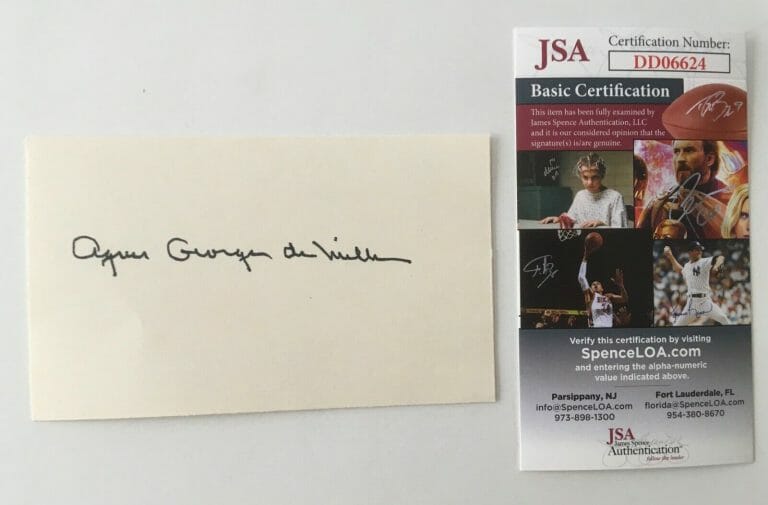 Agnes George de Mille
JSA
Certification Number:
DD06624
Basic Certification
This item has been fully examined by
James Spence Authentication, LLC
and it is our considered opinion that the
signature(s) is/are genuine.
Verify this certification by visiting
SpenceLOA.com
and entering the alpha-numeric
value indicated above.
Parsippany, NJ
info@SpenceLOA.com
973-898-1300
Fort Lauderdale, FL
florida@SpenceLOA.com
954-380-8670
JSA
James Spence
Authentication
follow the leader